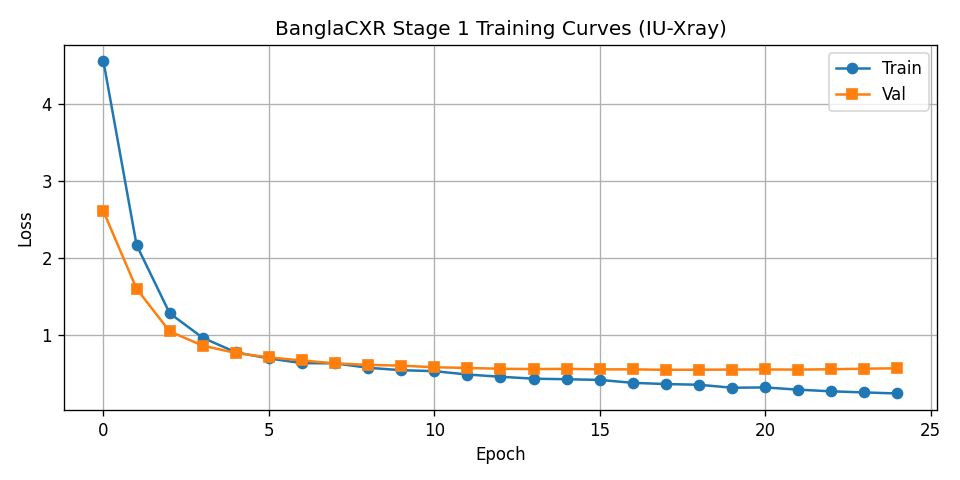 BanglaCXR Stage 1 Training Curves (IU-Xray)
Train
Val
4
3
2
1
Loss
0 5 10 15 20 25
Epoch